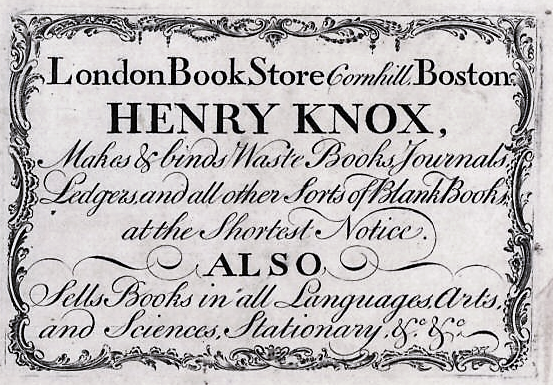 London Book Store Cornhill, Boston.
HENRY KNOX,
Makes & binds Waste Books, Journals,
Ledgers, and all other Sorts of Blank Books,
at the Shortest Notice.
ALSO
Sells Books in all Languages, Arts,
and Sciences, Stationary, &c. &c.